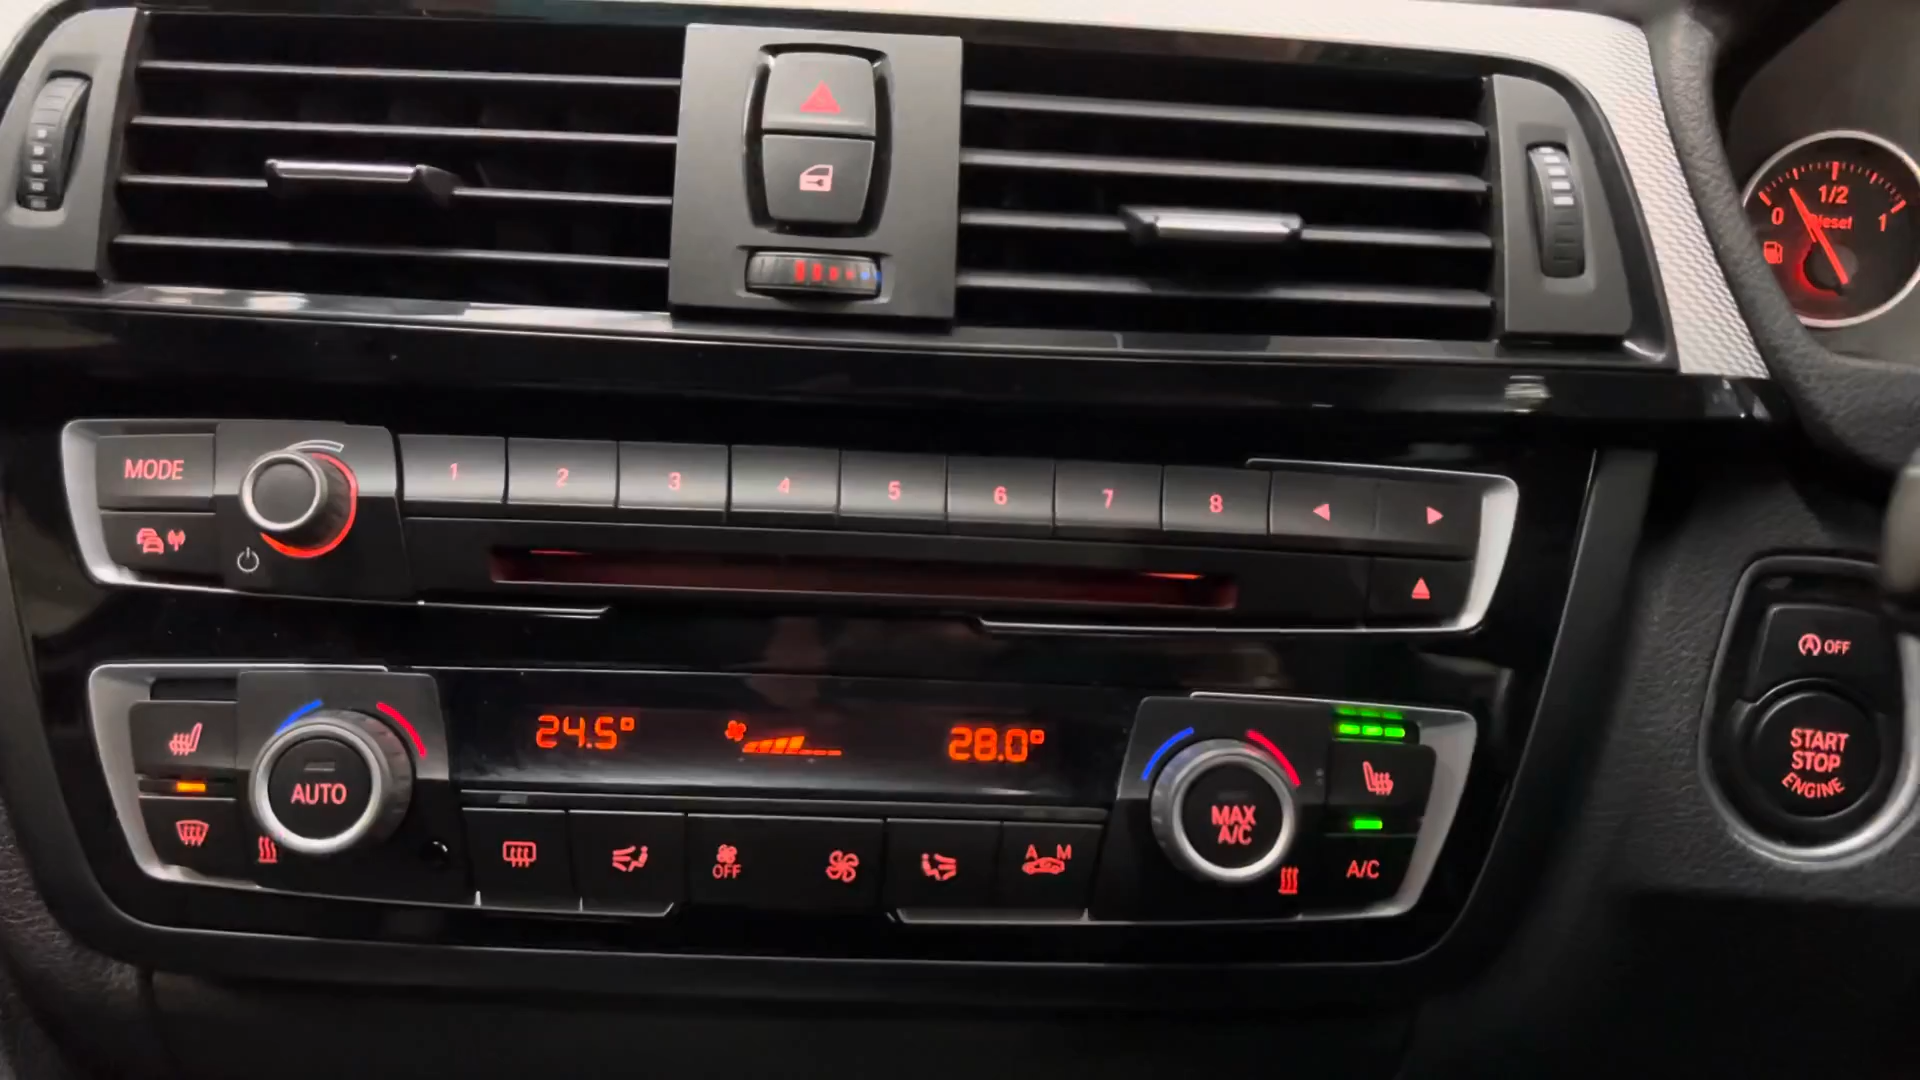 0 1/2 1
Diesel
MODE 1 2 3 4 5 6 7 8
OFF
24.5° 28.0°
START
STOP
ENGINE
AUTO
MAX
A/C
OFF
A M
A/C